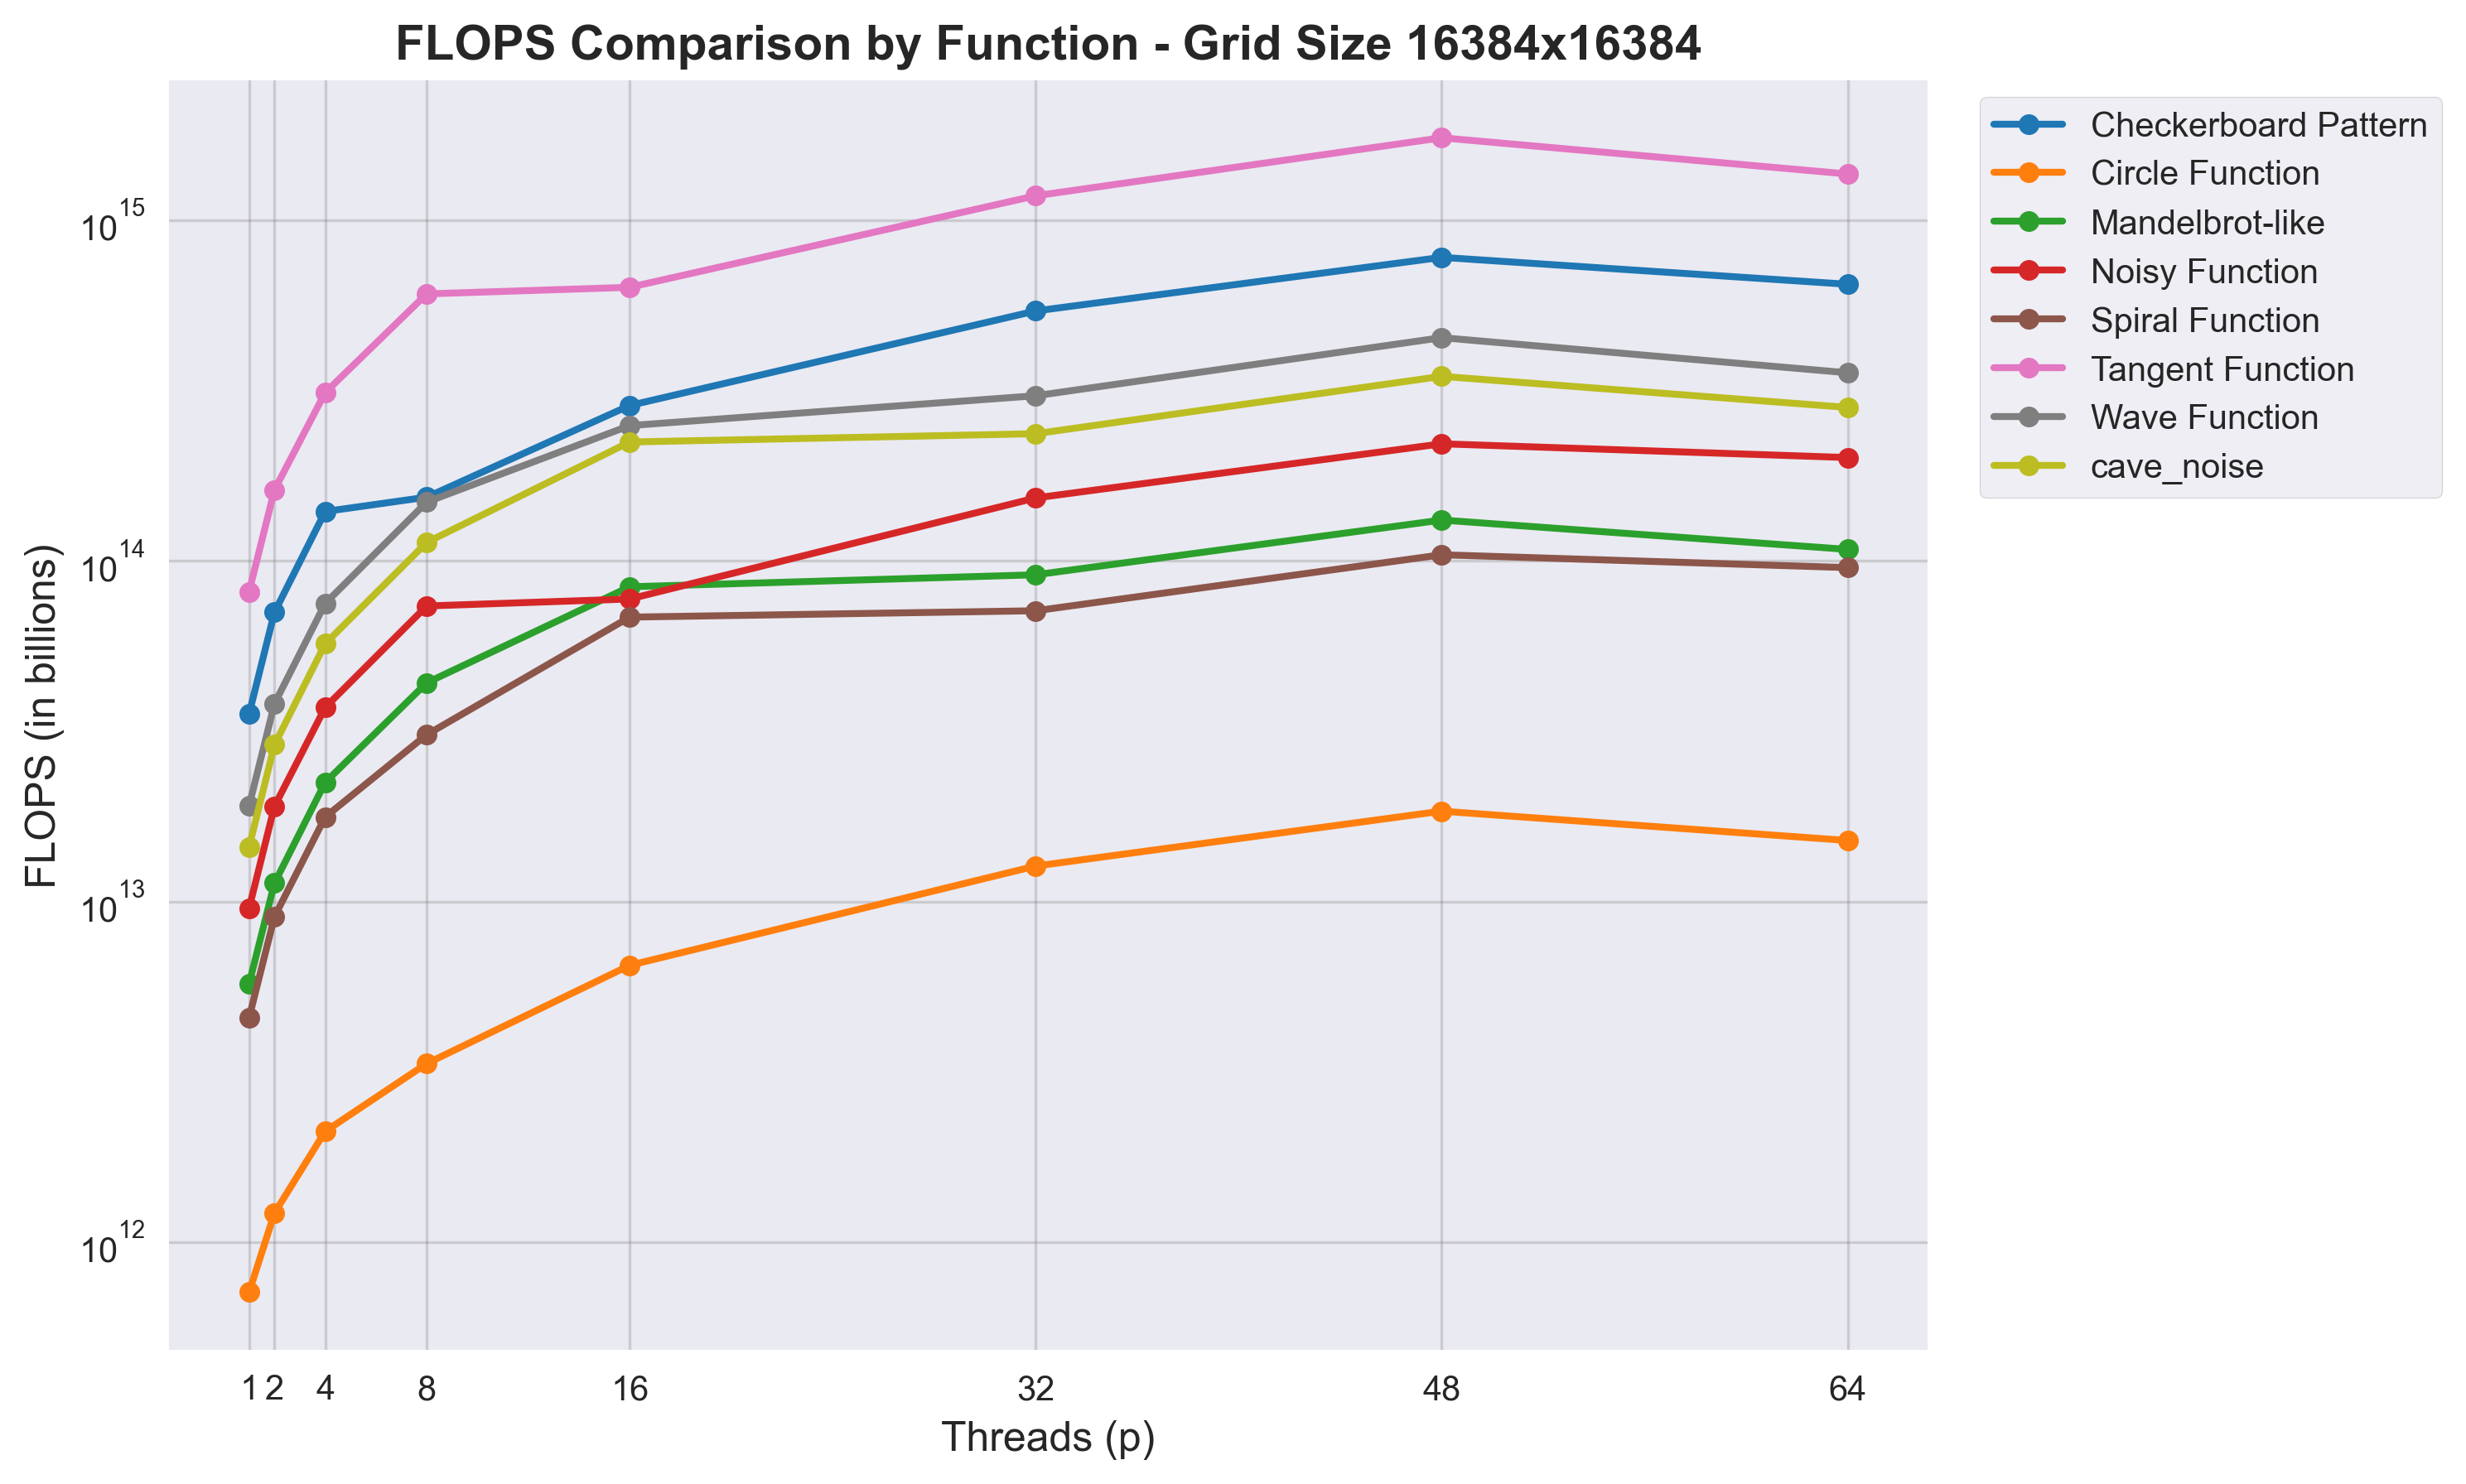 FLOPS Comparison by Function - Grid Size 16384x16384
Checkerboard Pattern
Circle Function
Mandelbrot-like
Noisy Function
Spiral Function
Tangent Function
Wave Function
cave_noise
FLOPS (in billions)
10^15
10^14
10^13
10^12
1 2 4 8 16 32 48 64
Threads (p)